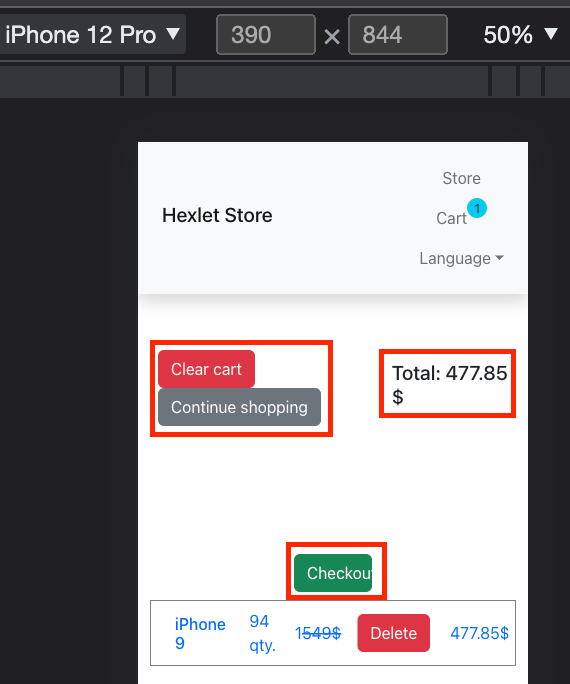 iPhone 12 Pro ▼ 390 × 844 50% ▼
Store
Hexlet Store
Cart 1
Language
Clear cart
Continue shopping
Total: 477.85
$
Checkou
iPhone
9
94
qty.
1549$
Delete
477.85$